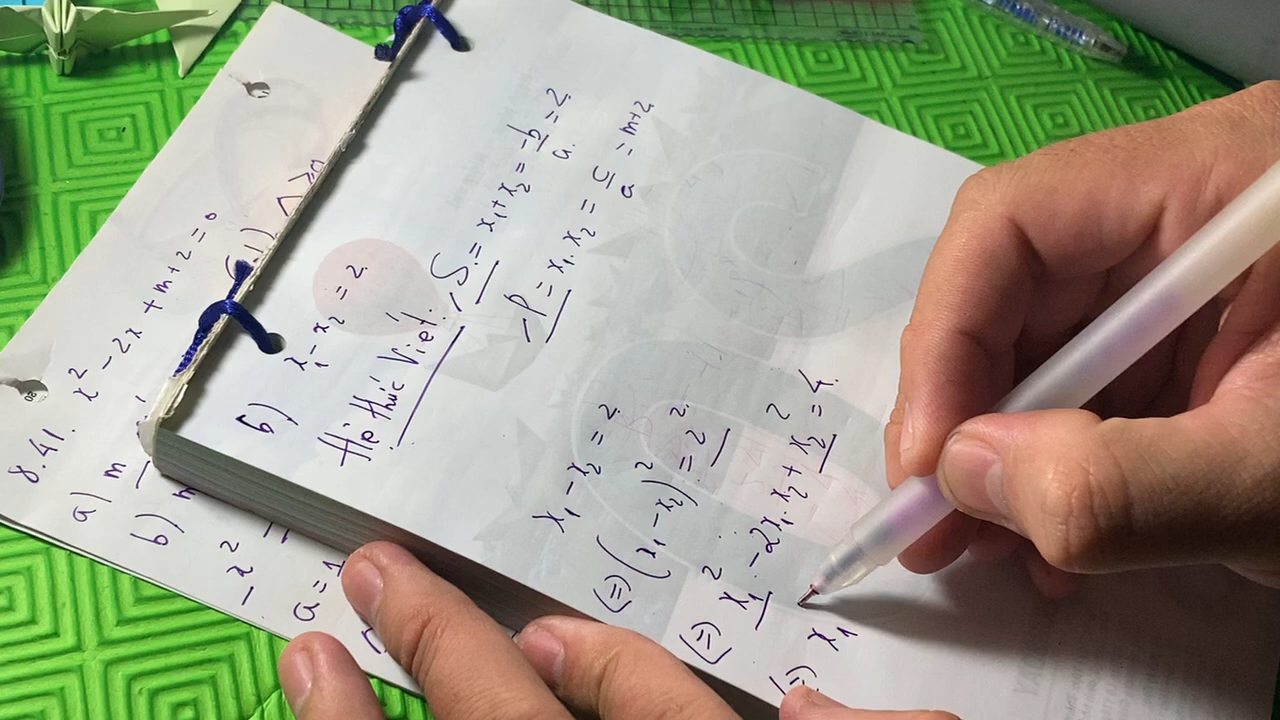 8.41. x² - 2x + m+2 = 0
a) m
b) m
- x²
a = 1
Δ ≥ 0
b)
x₁ - x₂ = 2.
Hệ thức Viet:
- S = x₁ + x₂ = -b/a = 2.
- P = x₁ . x₂ = c/a = m+2.
x₁ - x₂ = 2.
(=) (x₁ - x₂)² = 2².
(=) x₁² - 2x₁.x₂ + x₂² = 4.
(=) x₁